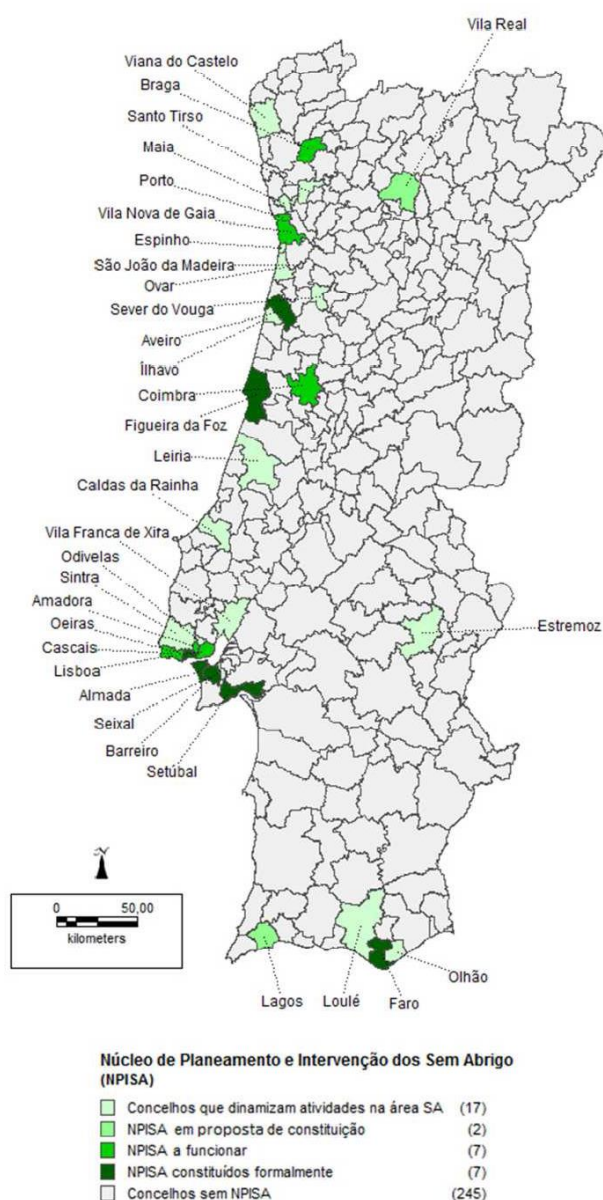 Vila Real
Viana do Castelo
Braga
Santo Tirso
Maia
Porto
Vila Nova de Gaia
Espinho
São João da Madeira
Ovar
Sever do Vouga
Aveiro
Ílhavo
Coimbra
Figueira da Foz
Leiria
Caldas da Rainha
Vila Franca de Xira
Odivelas
Sintra
Amadora
Oeiras
Cascais
Lisboa
Almada
Seixal
Barreiro
Setúbal
Estremoz
N
0 50,00
kilometers
Olhão
Lagos Loulé Faro
Núcleo de Planeamento e Intervenção dos Sem Abrigo
(NPISA)
Concelhos que dinamizam atividades na área SA (17)
NPISA em proposta de constituição (2)
NPISA a funcionar (7)
NPISA constituídos formalmente (7)
Concelhos sem NPISA (245)